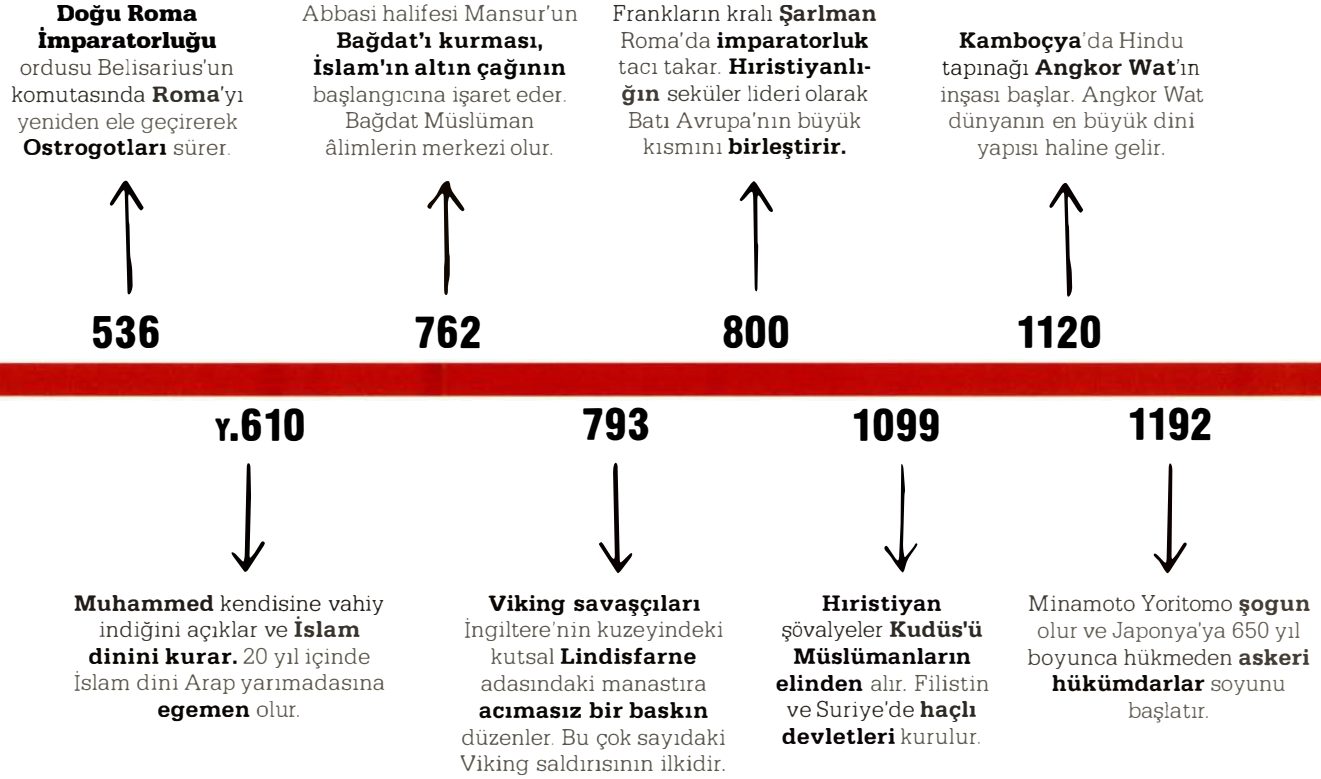 Doğu Roma
İmparatorluğu
ordusu Belisarius'un
komutasında Roma'yı
yeniden ele geçirerek
Ostrogotları sürer.
Abbasi halifesi Mansur'un
Bağdat'ı kurması,
İslam'ın altın çağının
başlangıcına işaret eder.
Bağdat Müslüman
âlimlerin merkezi olur.
Frankların kralı Şarlman
Roma'da imparatorluk
tacı takar. Hıristiyanlı-
ğın seküler lideri olarak
Batı Avrupa'nın büyük
kısmını birleştirir.
Kamboçya'da Hindu
tapınağı Angkor Wat'ın
inşası başlar. Angkor Wat
dünyanın en büyük dini
yapısı haline gelir.
536
762
800
1120
Y.610
793
1099
1192
Muhammed kendisine vahiy
indiğini açıklar ve İslam
dinini kurar. 20 yıl içinde
İslam dini Arap yarımadasına
egemen olur.
Viking savaşçıları
İngiltere'nin kuzeyindeki
kutsal Lindisfarne
adasındaki manastıra
acımasız bir baskın
düzenler. Bu çok sayıdaki
Viking saldırısının ilkidir.
Hıristiyan
şövalyeler Kudüs'ü
Müslümanların
elinden alır. Filistin
ve Suriye'de haçlı
devletleri kurulur.
Minamoto Yoritomo şogun
olur ve Japonya'ya 650 yıl
boyunca hükmeden askeri
hükümdarlar soyunu
başlatır.